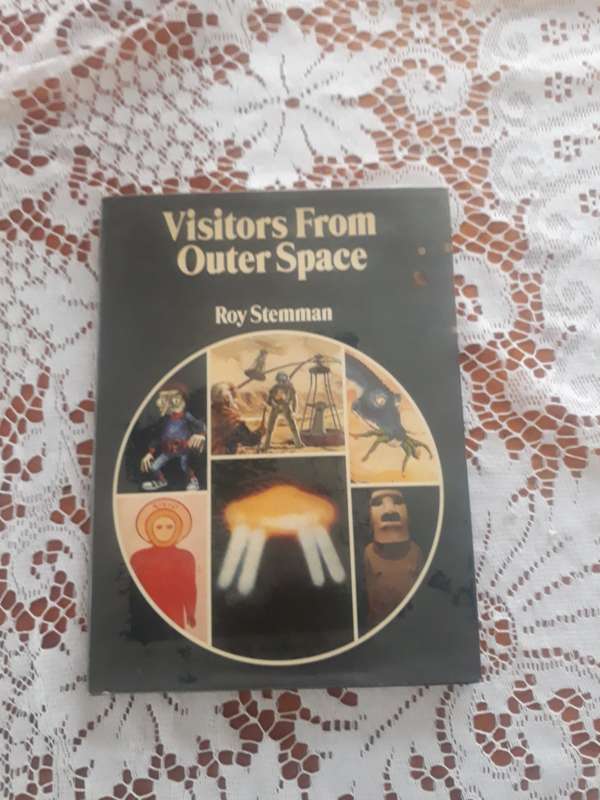 Visitors From
Outer Space
Roy Stemman